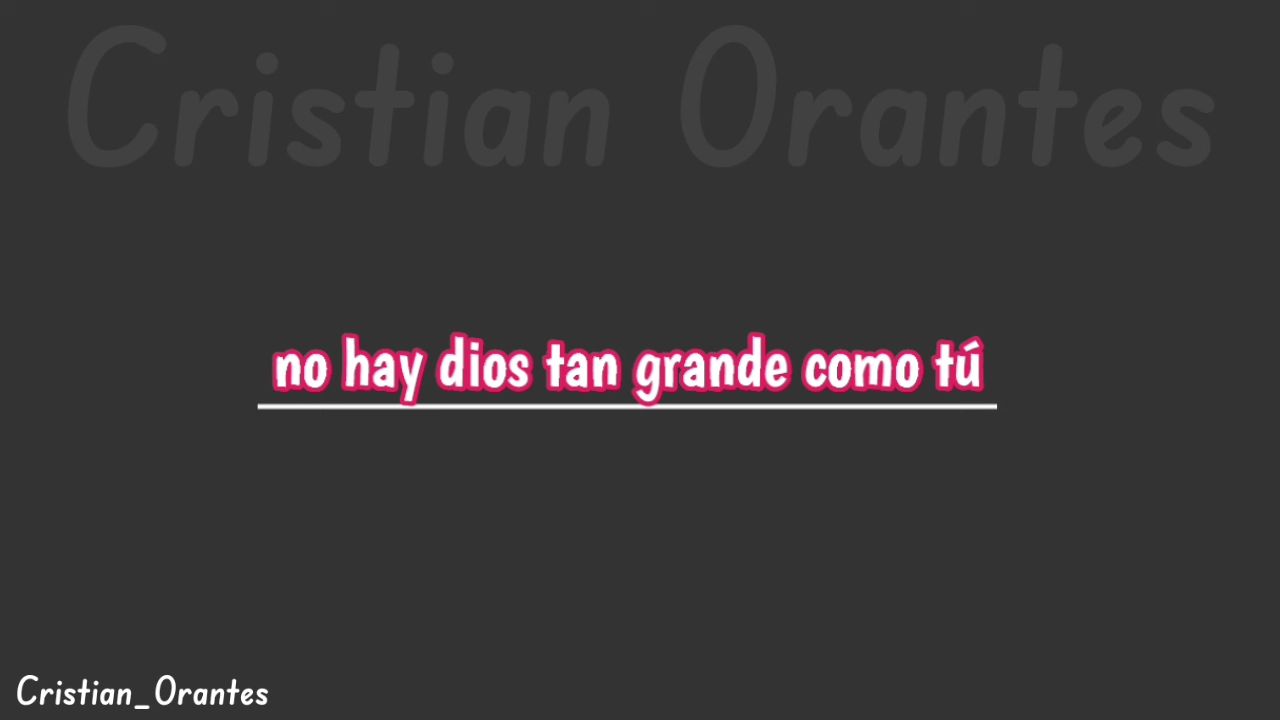 Cristian Orantes
no hay dios tan grande como tú
Cristian_Orantes